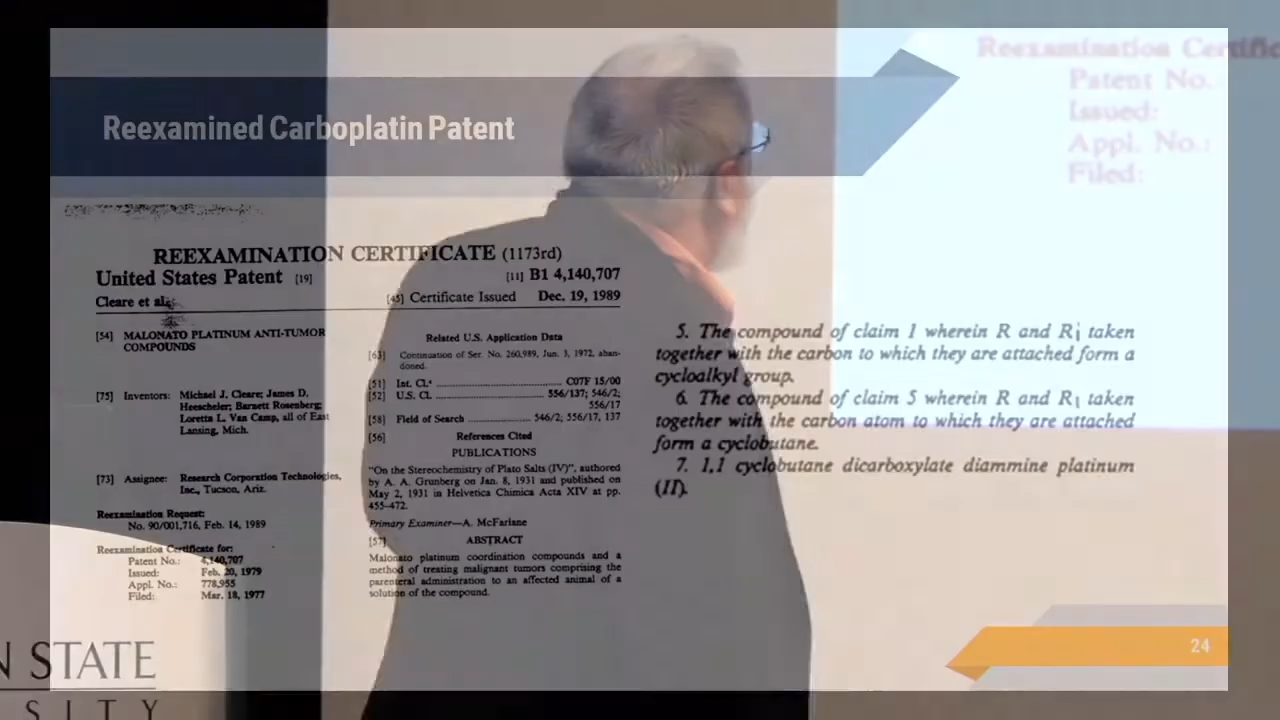 Reexamination Certific
Patent No.
Issued:
Appl. No.:
Filed:
Reexamined Carboplatin Patent
REEXAMINATION CERTIFICATE (1173rd)
United States Patent [19]
[11] B1 4,140,707
Cleare et al.
[45] Certificate Issued Dec. 19, 1989
[54] MALONATO PLATINUM ANTI-TUMOR
COMPOUNDS
[75] Inventors: Michael J. Cleare; James D.
Heescheler; Barnett Rosenberg;
Loretta L. Van Camp, all of East
Lansing, Mich.
[73] Assignee: Research Corporation Technologies,
Inc., Tucson, Ariz.
Reexamination Request:
No. 90/001,716, Feb. 14, 1989
Reexamination Certificate for:
Patent No.: 4,140,707
Issued: Feb. 20, 1979
Appl. No.: 778,955
Filed: Mar. 18, 1977
Related U.S. Application Data
[63] Continuation of Ser. No. 260,989, Jun. 3, 1972, aban-
doned.
[51] Int. Cl.⁴ C07F 15/00
[52] U.S. Cl. 556/137; 546/2;
556/17
[58] Field of Search 546/2; 556/17, 137
[56] References Cited
PUBLICATIONS
"On the Stereochemistry of Plato Salts (IV)", authored
by A. A. Grunberg on Jan. 8, 1931 and published on
May 2, 1931 in Helvetica Chimica Acta XIV at pp.
455-472.
Primary Examiner—A. McFarlane
[57] ABSTRACT
Malonato platinum coordination compounds and a
method of treating malignant tumors comprising the
parenteral administration to an affected animal of a
solution of the compound.
5. The compound of claim 1 wherein R and R₁ taken
together with the carbon to which they are attached form a
cycloalkyl group.
6. The compound of claim 5 wherein R and R₁ taken
together with the carbon atom to which they are attached
form a cyclobutane.
7. 1,1 cyclobutane dicarboxylate diammine platinum
(II).
24
N STATE
S I T Y